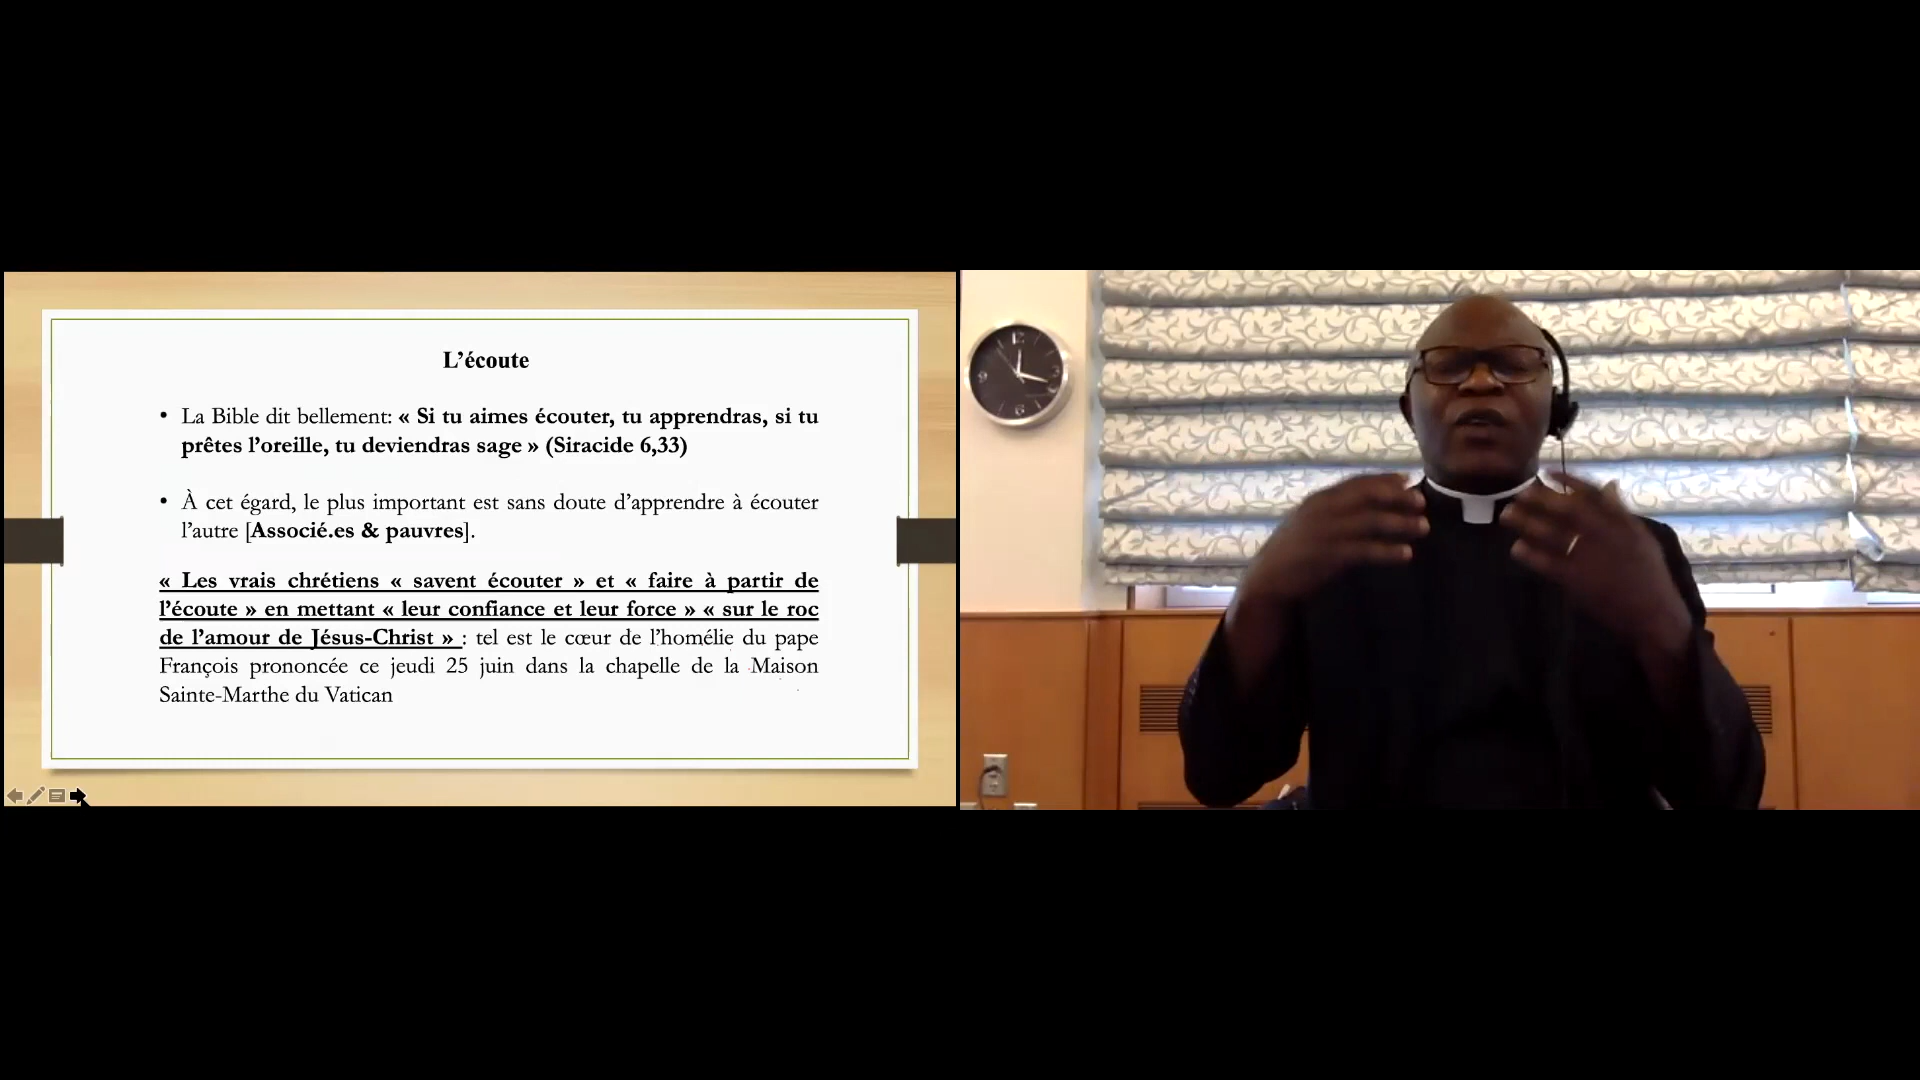 L’écoute
• La Bible dit bellement: « Si tu aimes écouter, tu apprendras, si tu
prêtes l’oreille, tu deviendras sage » (Siracide 6,33)
• À cet égard, le plus important est sans doute d’apprendre à écouter
l’autre [Associé.es & pauvres].
« Les vrais chrétiens « savent écouter » et « faire à partir de
l’écoute » en mettant « leur confiance et leur force » « sur le roc
de l’amour de Jésus-Christ » : tel est le cœur de l’homélie du pape
François prononcée ce jeudi 25 juin dans la chapelle de la Maison
Sainte-Marthe du Vatican
12
3
6
9